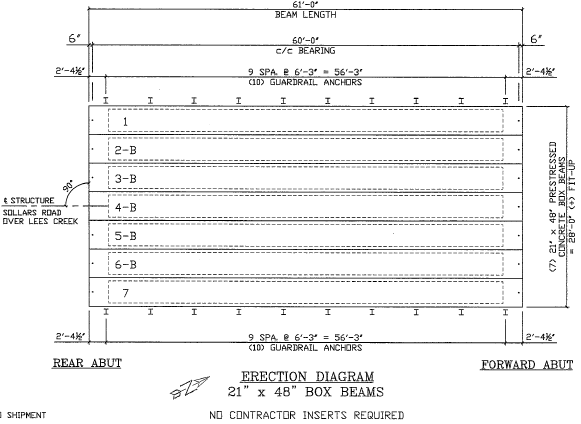 61'-0"
BEAM LENGTH
6"
60'-0"
c/c BEARING
6"
2'-4½"
9 SPA. @ 6'-3" = 56'-3"
(10) GUARDRAIL ANCHORS
2'-4½"
1
2-B
3-B
4-B
5-B
6-B
7
90°
℄ STRUCTURE
SOLLARS ROAD
OVER LEES CREEK
(7) 21" x 48" PRESTRESSED
CONCRETE BOX BEAMS
= 28'-0" (+) FIT-UP
2'-4½"
9 SPA. @ 6'-3" = 56'-3"
(10) GUARDRAIL ANCHORS
2'-4½"
REAR ABUT
FORWARD ABUT
ERECTION DIAGRAM
21" x 48" BOX BEAMS
SHIPMENT
NO CONTRACTOR INSERTS REQUIRED